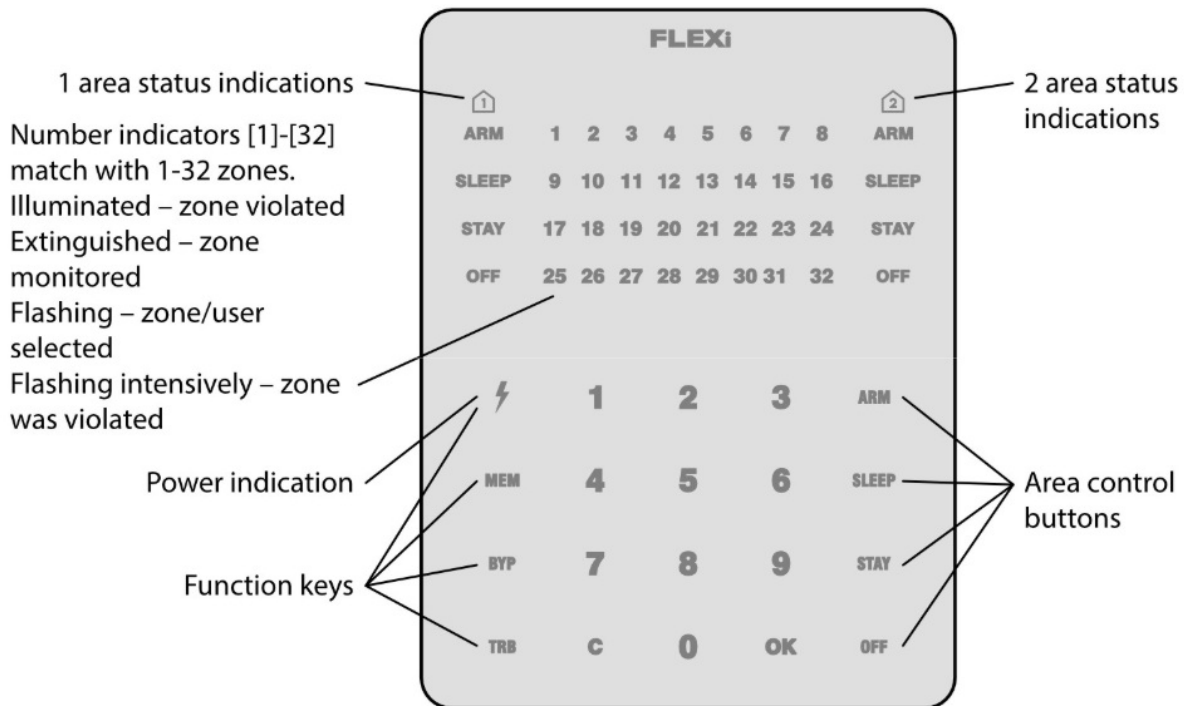 FLEXi
1 area status indications
Number indicators [1]-[32]
match with 1-32 zones.
Illuminated – zone violated
Extinguished – zone
monitored
Flashing – zone/user
selected
Flashing intensively – zone
was violated
Power indication
Function keys
1
ARM 1 2 3 4 5 6 7 8 ARM
SLEEP 9 10 11 12 13 14 15 16 SLEEP
STAY 17 18 19 20 21 22 23 24 STAY
OFF 25 26 27 28 29 30 31 32 OFF
2
1 2 3 ARM
MEM 4 5 6 SLEEP
BYP 7 8 9 STAY
TRB C 0 OK OFF
2 area status
indications
Area control
buttons